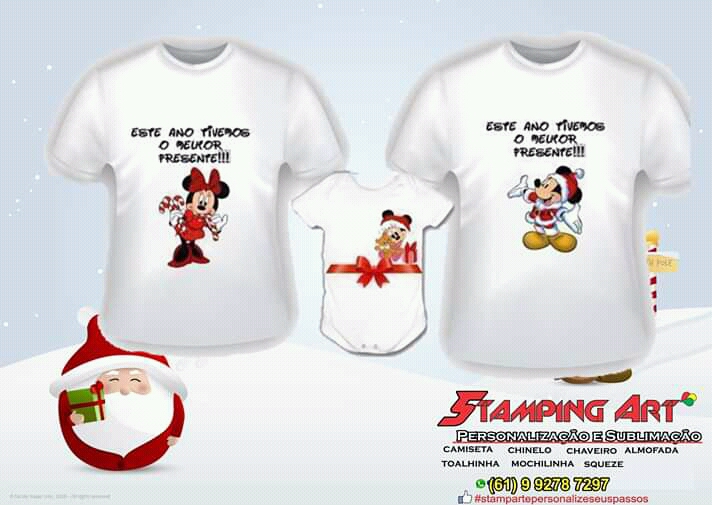 ESTE ANO TIVEMOS
O MELHOR
PRESENTE!!!
ESTE ANO TIVEMOS
O MELHOR
PRESENTE!!!
STAMPING ART
PERSONALIZAÇÃO E SUBLIMAÇÃO
CAMISETA CHINELO CHAVEIRO ALMOFADA
TOALHINHA MOCHILINHA SQUEZE
(61) 9 9278 7297
#stampartepersonalizeseuspassos